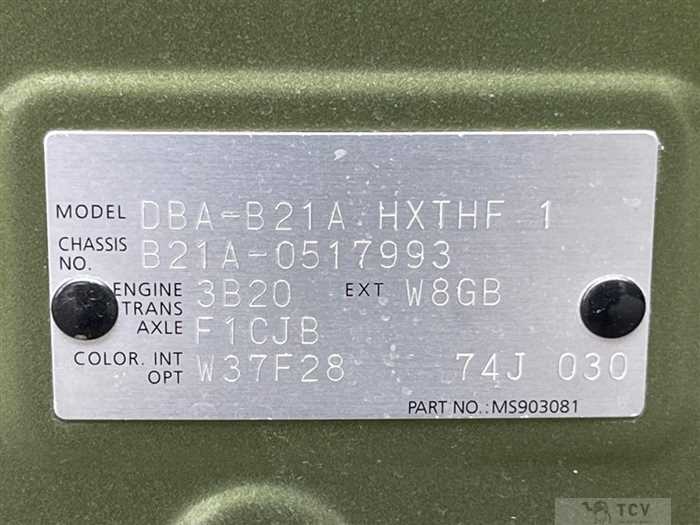 MODEL DBA-B21A HXTHF 1
CHASSIS NO. B21A-0517993
ENGINE 3B20 EXT W8GB
TRANS AXLE F1CJB
COLOR. INT OPT W37F28 74J 030
PART NO.:MS903081
TCV